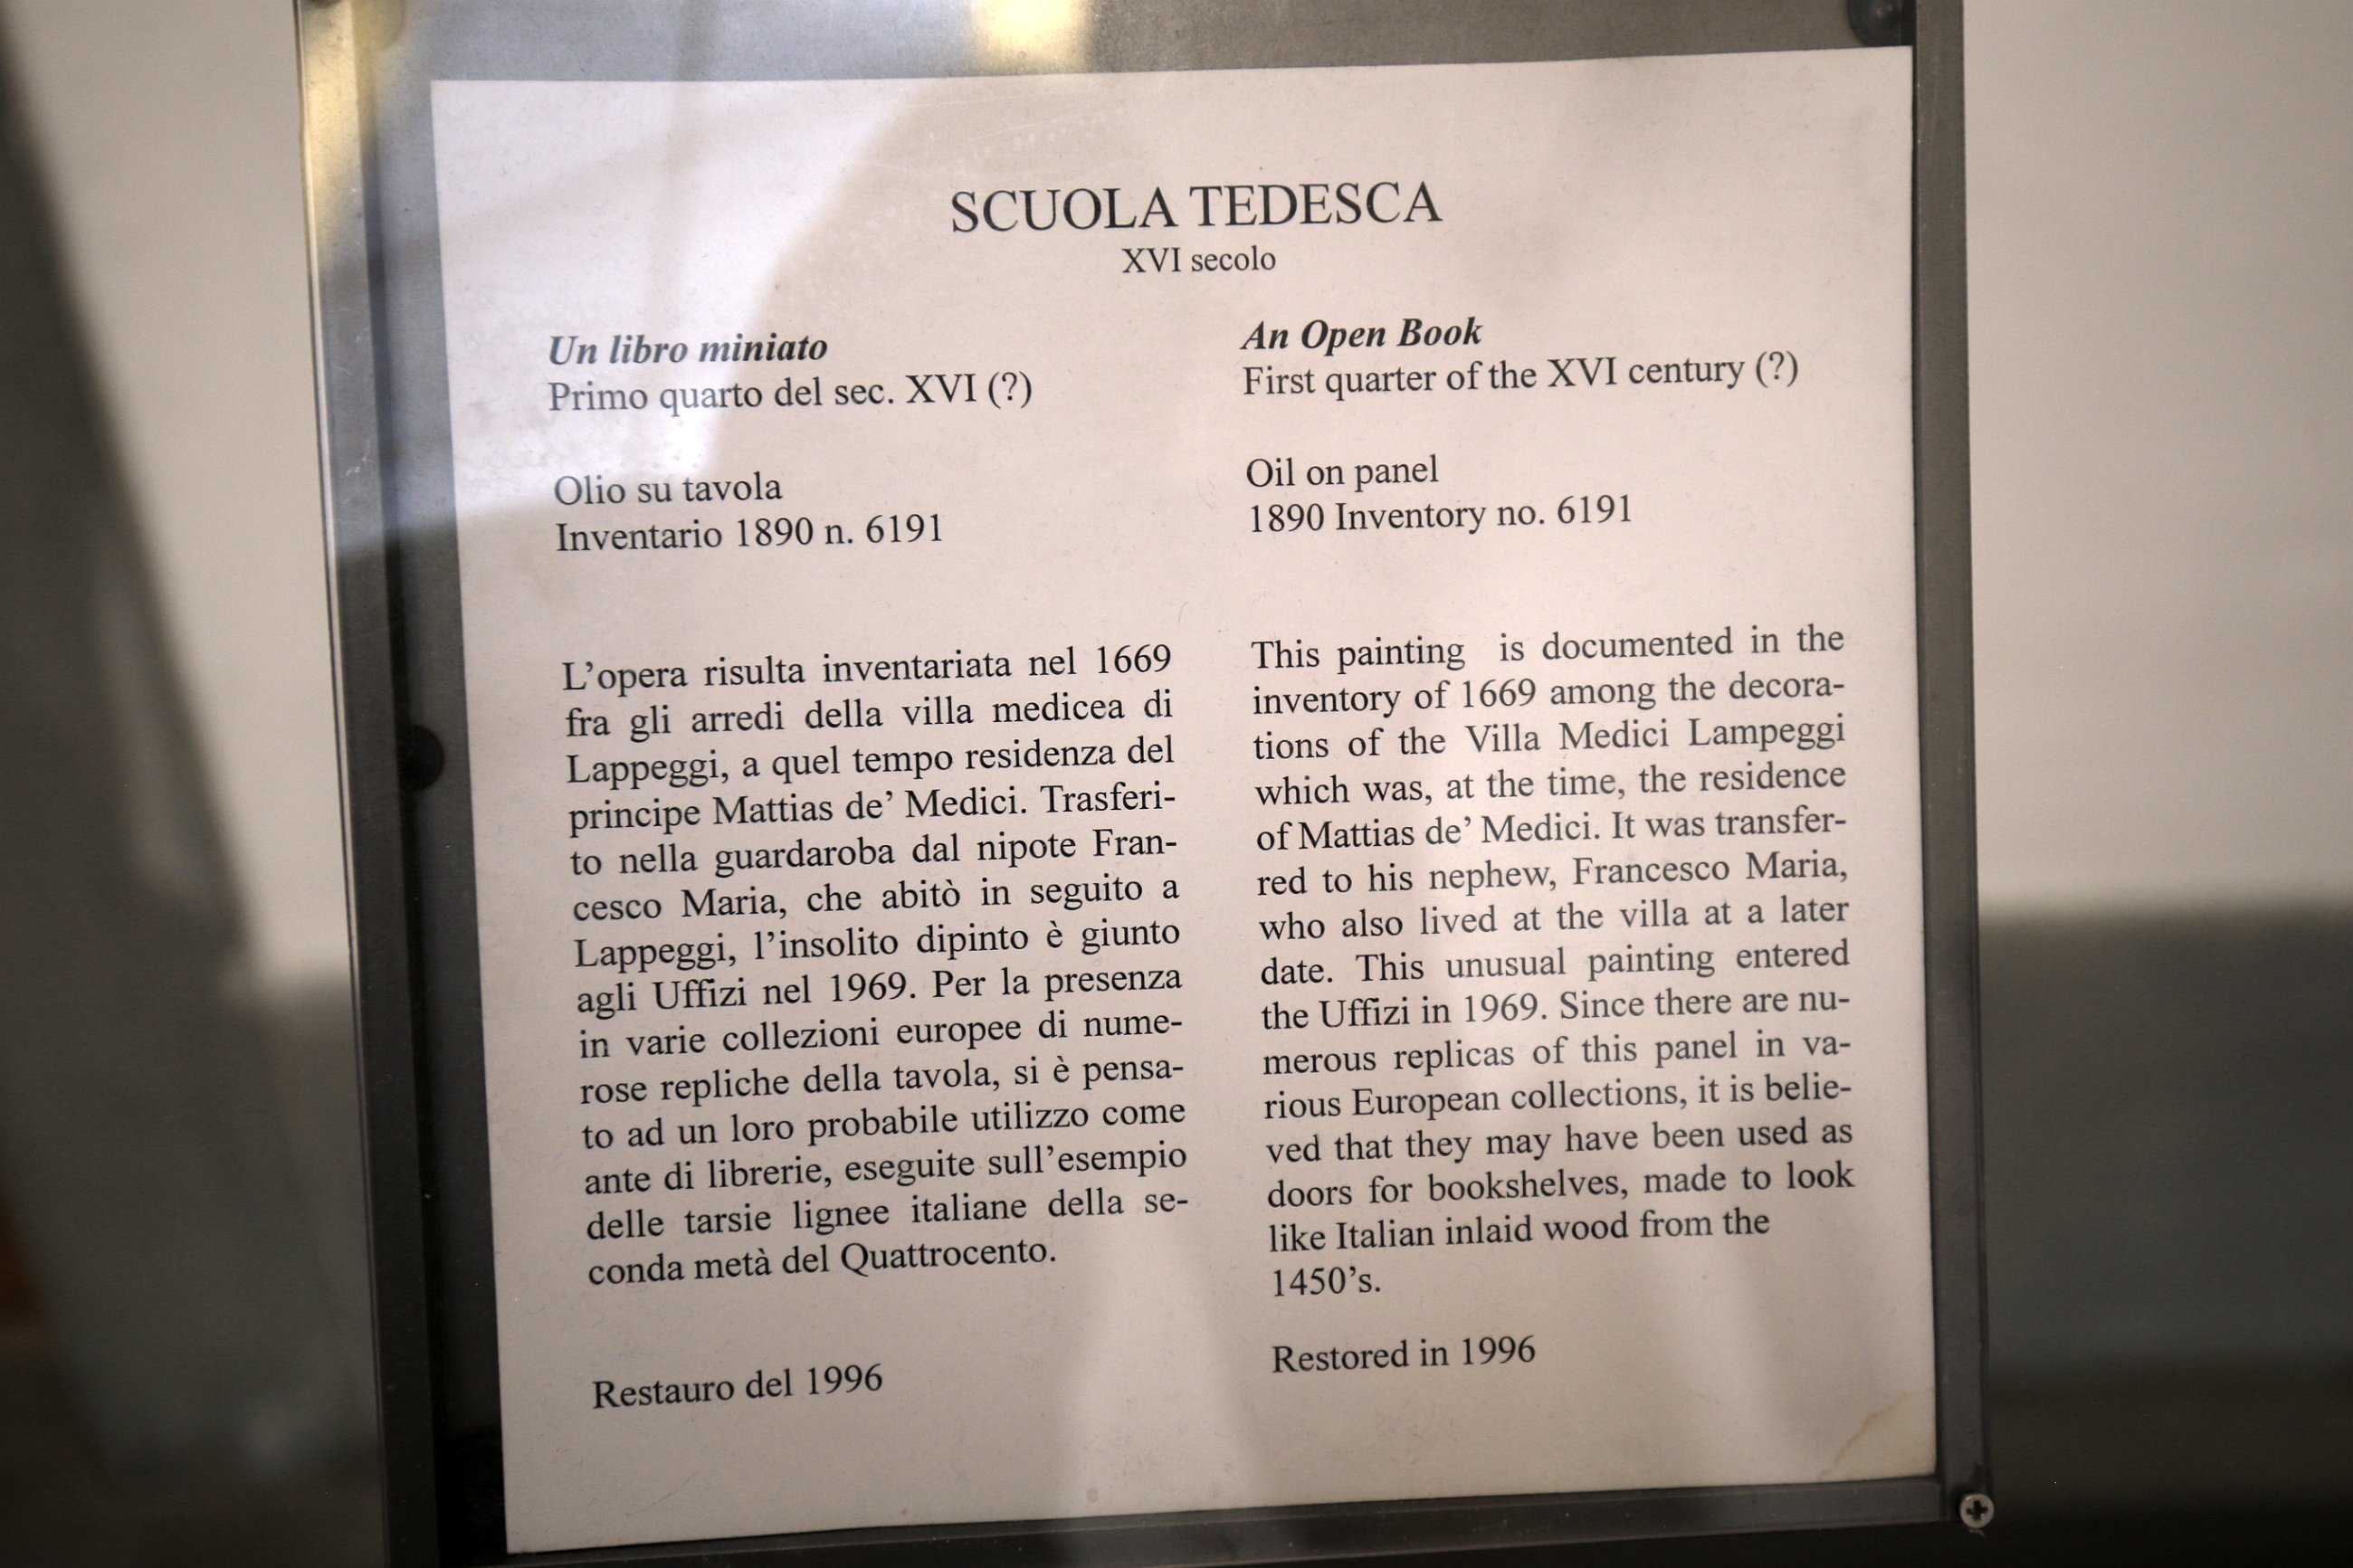 SCUOLA TEDESCA
XVI secolo
Un libro miniato
Primo quarto del sec. XVI (?)
Olio su tavola
Inventario 1890 n. 6191
L'opera risulta inventariata nel 1669
fra gli arredi della villa medicea di
Lappeggi, a quel tempo residenza del
principe Mattias de' Medici. Trasferi-
to nella guardaroba dal nipote Fran-
cesco Maria, che abitò in seguito a
Lappeggi, l'insolito dipinto è giunto
agli Uffizi nel 1969. Per la presenza
in varie collezioni europee di nume-
rose repliche della tavola, si è pensa-
to ad un loro probabile utilizzo come
ante di librerie, eseguite sull'esempio
delle tarsie lignee italiane della se-
conda metà del Quattrocento.
Restauro del 1996
An Open Book
First quarter of the XVI century (?)
Oil on panel
1890 Inventory no. 6191
This painting is documented in the
inventory of 1669 among the decora-
tions of the Villa Medici Lampeggi
which was, at the time, the residence
of Mattias de' Medici. It was transfer-
red to his nephew, Francesco Maria,
who also lived at the villa at a later
date. This unusual painting entered
the Uffizi in 1969. Since there are nu-
merous replicas of this panel in va-
rious European collections, it is belie-
ved that they may have been used as
doors for bookshelves, made to look
like Italian inlaid wood from the
1450's.
Restored in 1996